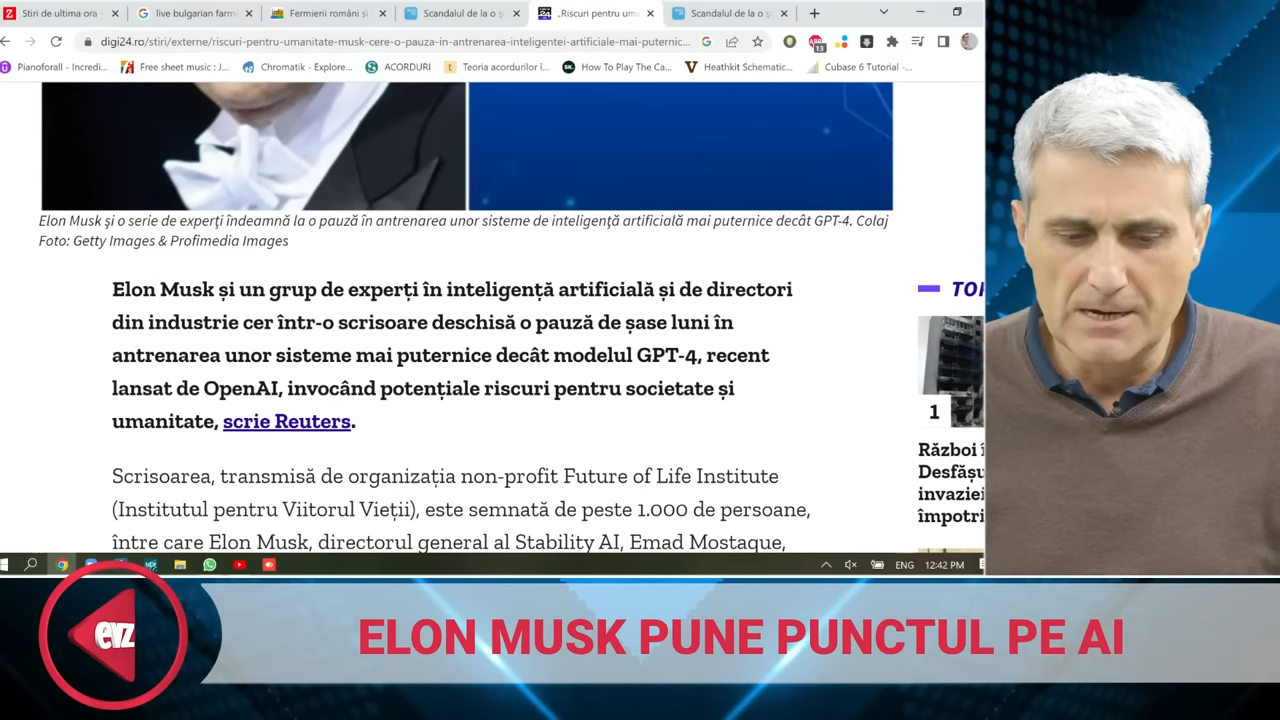 Stiri de ultima ora
live bulgarian farme
Fermierii români și
Scandalul de la o ș
„Riscuri pentru uma
Scandalul de la o ș
digi24.ro/stiri/externe/riscuri-pentru-umanitate-musk-cere-o-pauza-in-antrenarea-inteligentei-artificiale-mai-puternic...
13
Pianoforall - Incredi...
Free sheet music : J...
Chromatik - Explore...
ACORDURI
Teoria acordurilor î...
How To Play The Ca...
Heathkit Schematic...
Cubase 6 Tutorial -...
Elon Musk și o serie de experți îndeamnă la o pauză în antrenarea unor sisteme de inteligență artificială mai puternice decât GPT-4. Colaj
Foto: Getty Images & Profimedia Images
Elon Musk și un grup de experți în inteligență artificială și de directori
din industrie cer într-o scrisoare deschisă o pauză de șase luni în
antrenarea unor sisteme mai puternice decât modelul GPT-4, recent
lansat de OpenAI, invocând potențiale riscuri pentru societate și
umanitate, scrie Reuters.
Scrisoarea, transmisă de organizația non-profit Future of Life Institute
(Institutul pentru Viitorul Vieții), este semnată de peste 1.000 de persoane,
între care Elon Musk, directorul general al Stability AI, Emad Mostaque,
1
Război î
Desfășu
invaziei
împotri
ENG
12:42 PM
evz
ELON MUSK PUNE PUNCTUL PE AI